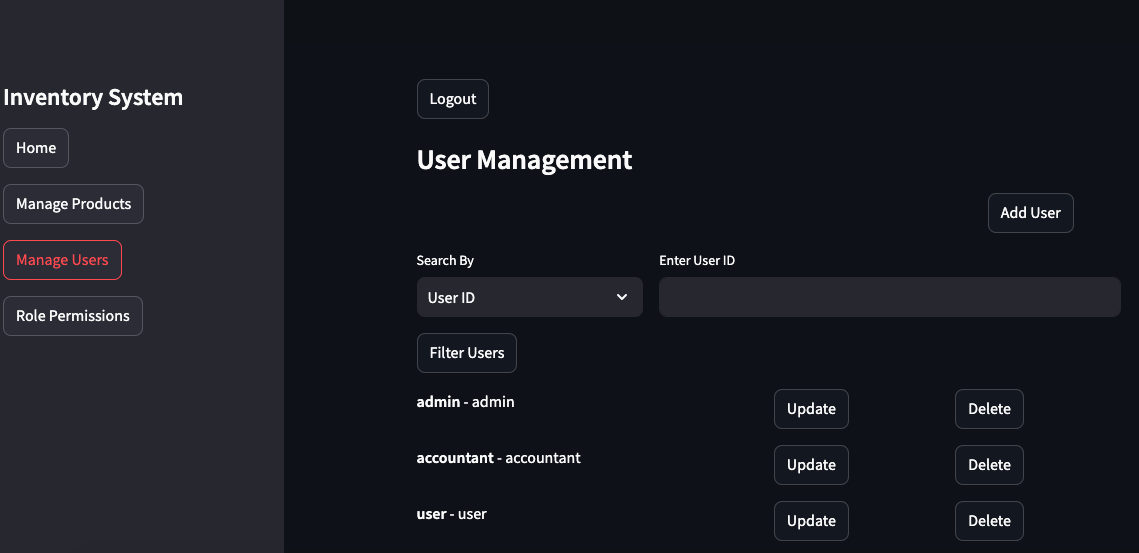 Inventory System
Home
Manage Products
Manage Users
Role Permissions
Logout
User Management
Add User
Search By
Enter User ID
User ID
Filter Users
admin - admin
Update
Delete
accountant - accountant
Update
Delete
user - user
Update
Delete